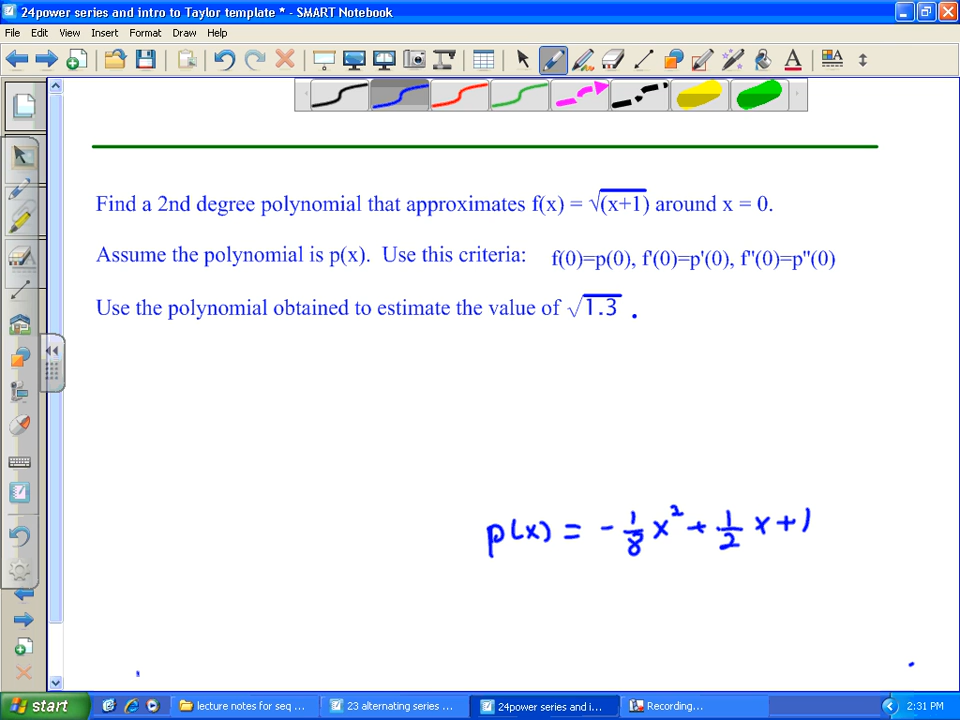 24power series and intro to Taylor template * - SMART Notebook
File Edit View Insert Format Draw Help
Find a 2nd degree polynomial that approximates f(x) = √(x+1) around x = 0.
Assume the polynomial is p(x). Use this criteria: f(0)=p(0), f'(0)=p'(0), f''(0)=p''(0)
Use the polynomial obtained to estimate the value of √1.3 .
p(x) = - 1/8 x² + 1/2 x + 1
start lecture notes for seq ... 23 alternating series ... 24power series and i... Recording... 2:31 PM